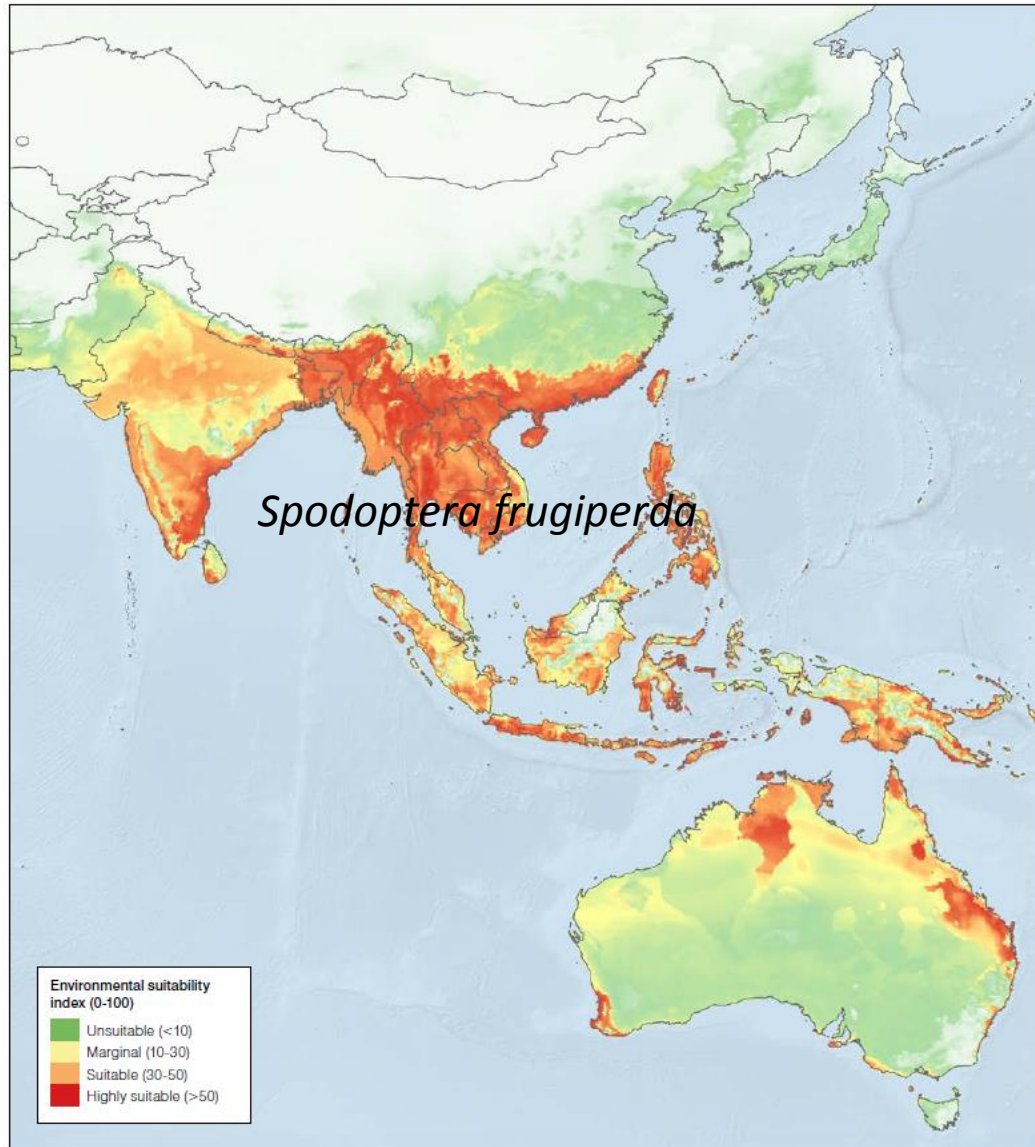 Spodoptera frugiperda
Environmental suitability
index (0-100)
Unsuitable (<10)
Marginal (10-30)
Suitable (30-50)
Highly suitable (>50)